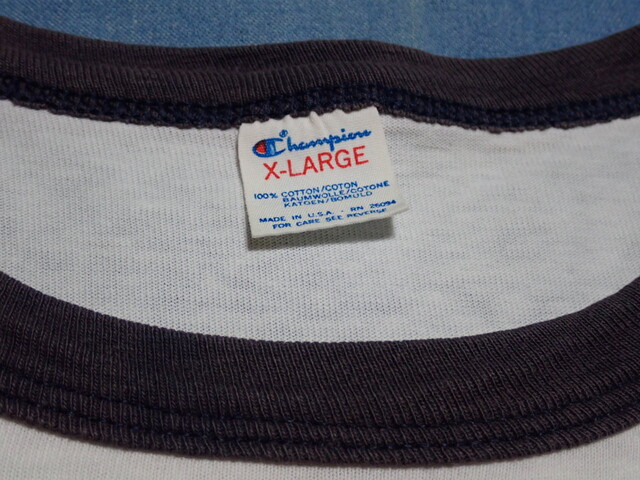 Champion
X-LARGE
100% COTTON/COTON
BAUMWOLLE/COTONE
KATOEN/BOMULD
MADE IN U.S.A. - RN 26094
FOR CARE SEE REVERSE